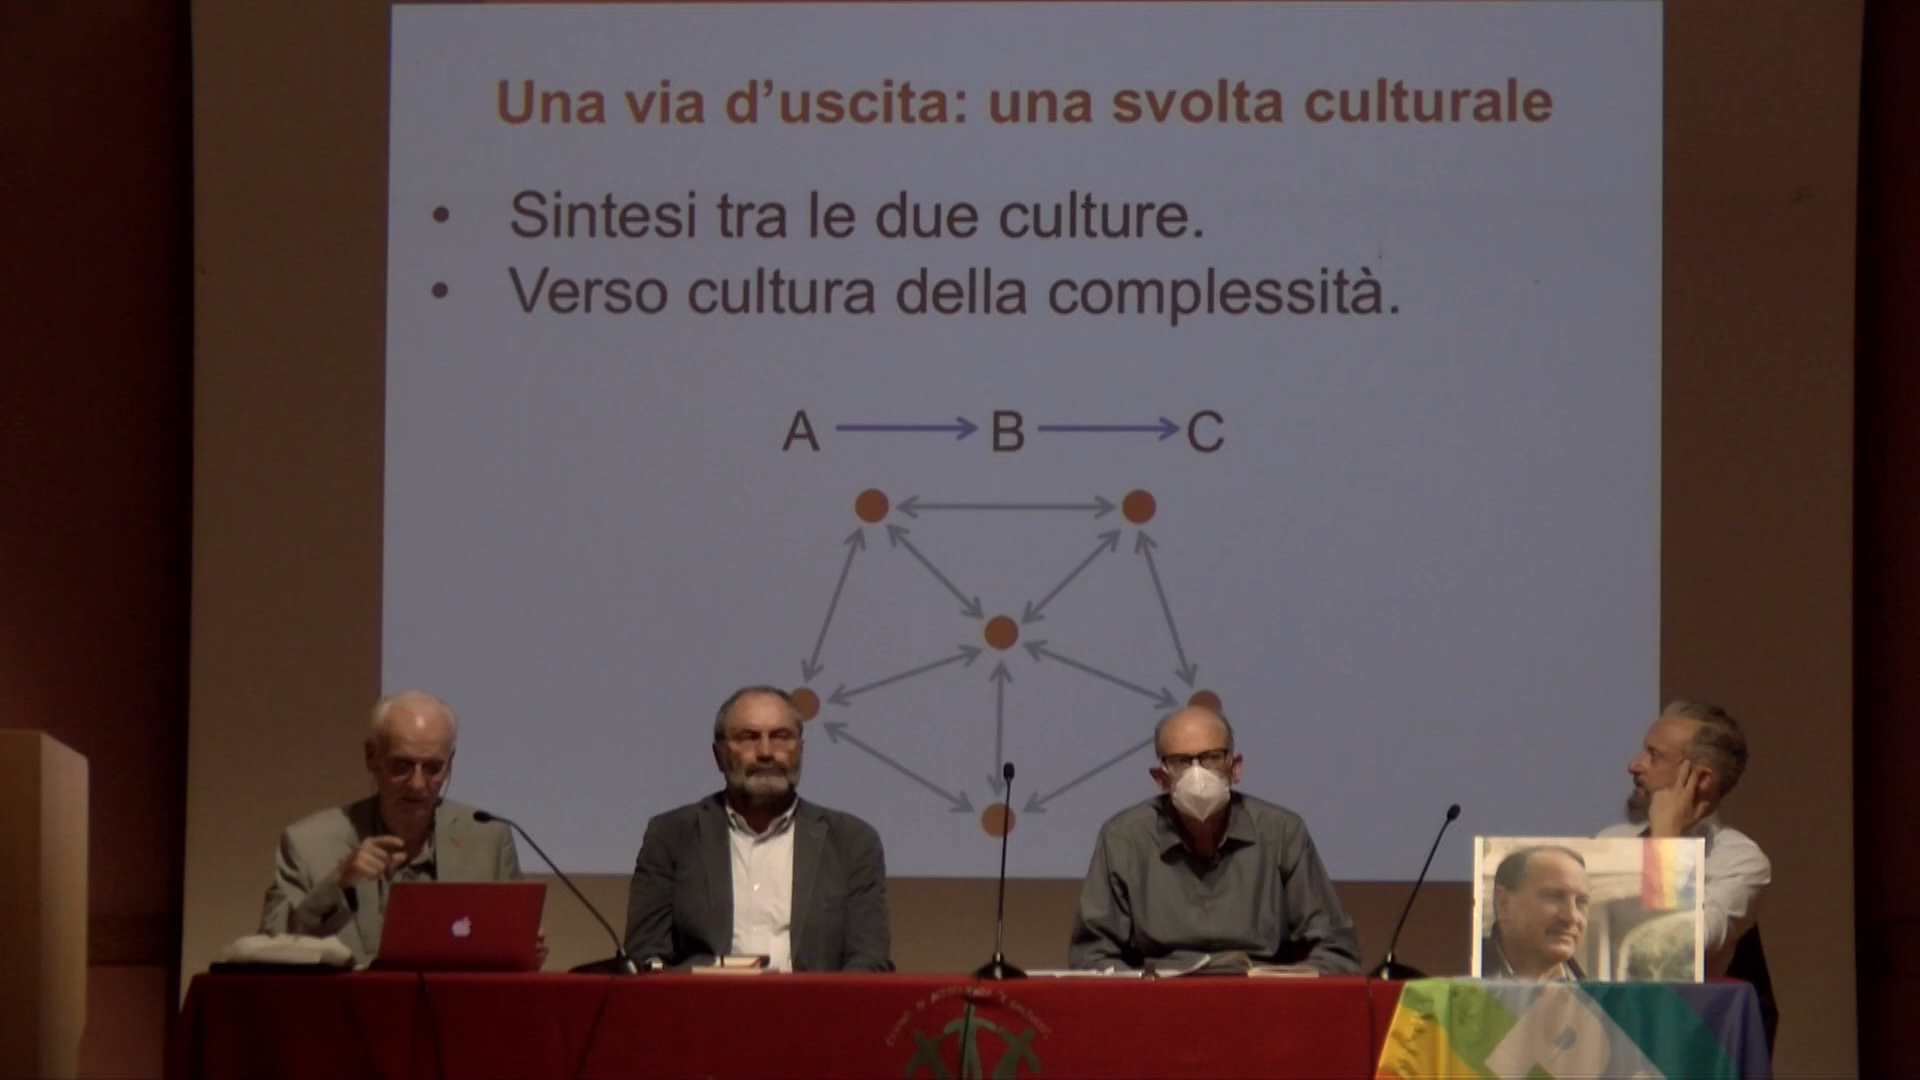 Una via d'uscita: una svolta culturale
• Sintesi tra le due culture.
• Verso cultura della complessità.
A B C